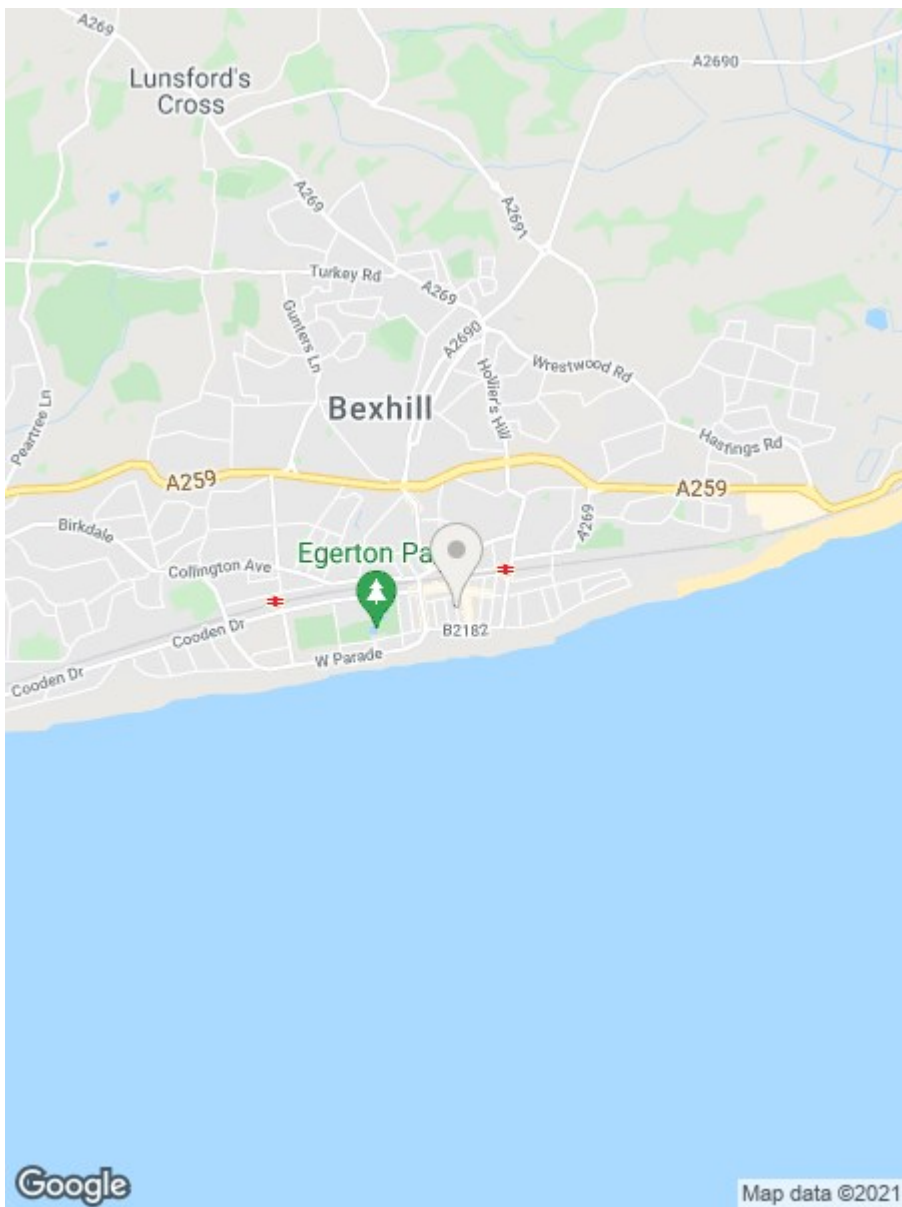 A269
A2690
Lunsford's
Cross
A269
A2691
Turkey Rd
A269
Gunters Ln
A2690
Hollier's Hill
Wrestwood Rd
Peartree Ln
Bexhill
Hastings Rd
A259
A259
Birkdale
A269
Egerton Pa
Collington Ave
Cooden Dr
B2182
W Parade
Cooden Dr
Google
Map data ©2021